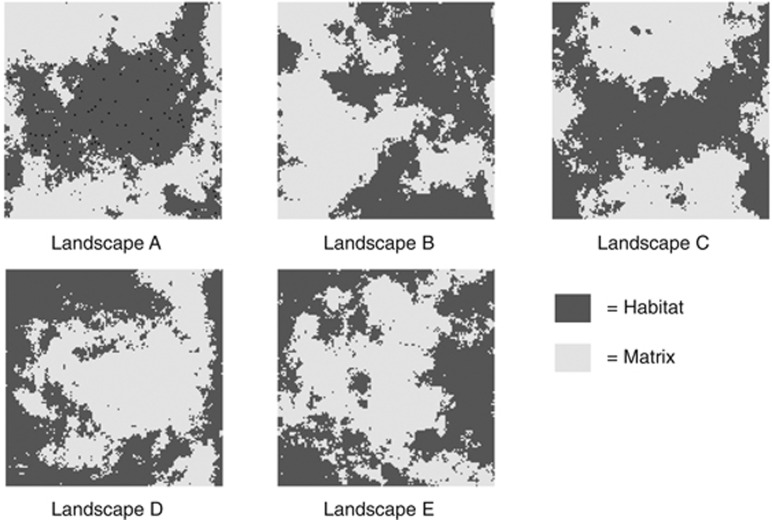 Landscape A
Landscape B
Landscape C
= Habitat
= Matrix
Landscape D
Landscape E